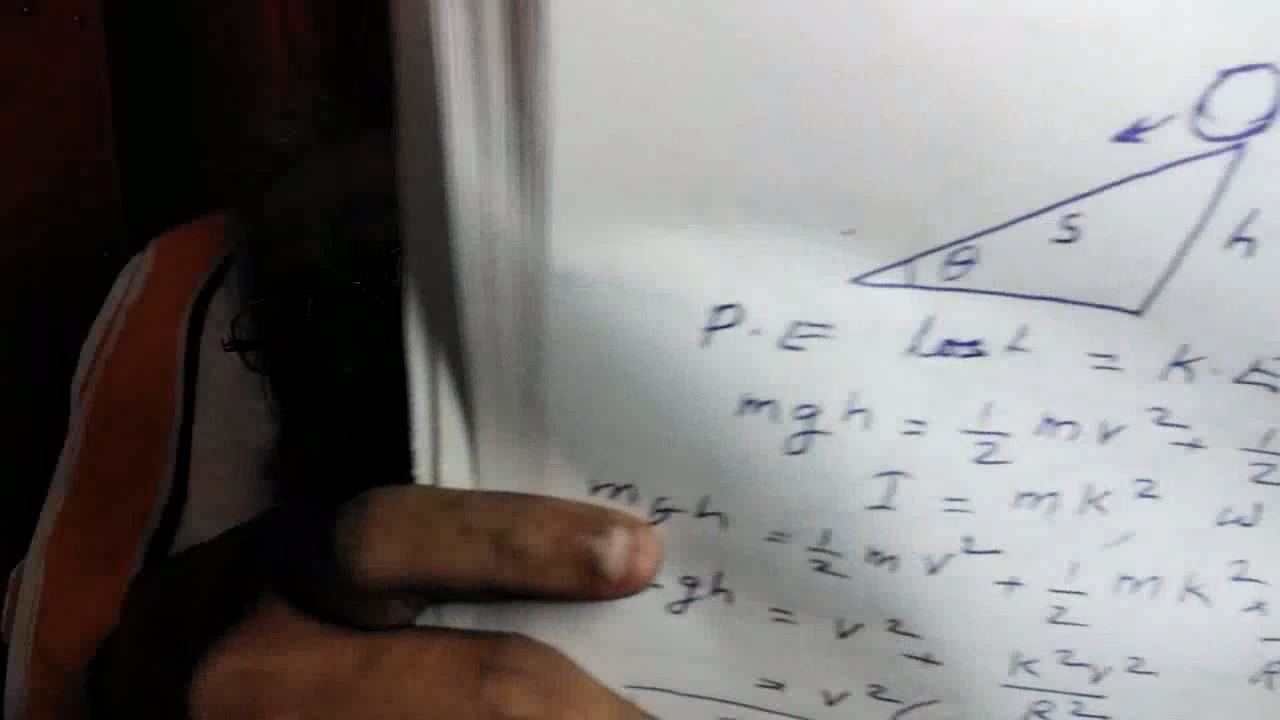 S
h
θ
P.E lost = K.E
mgh = 1/2 mv² + 1/2
I = mk² ω
mgh = 1/2 mv² + 1/2 mk² ×
gh = v² + k²v²/R²
= v² (